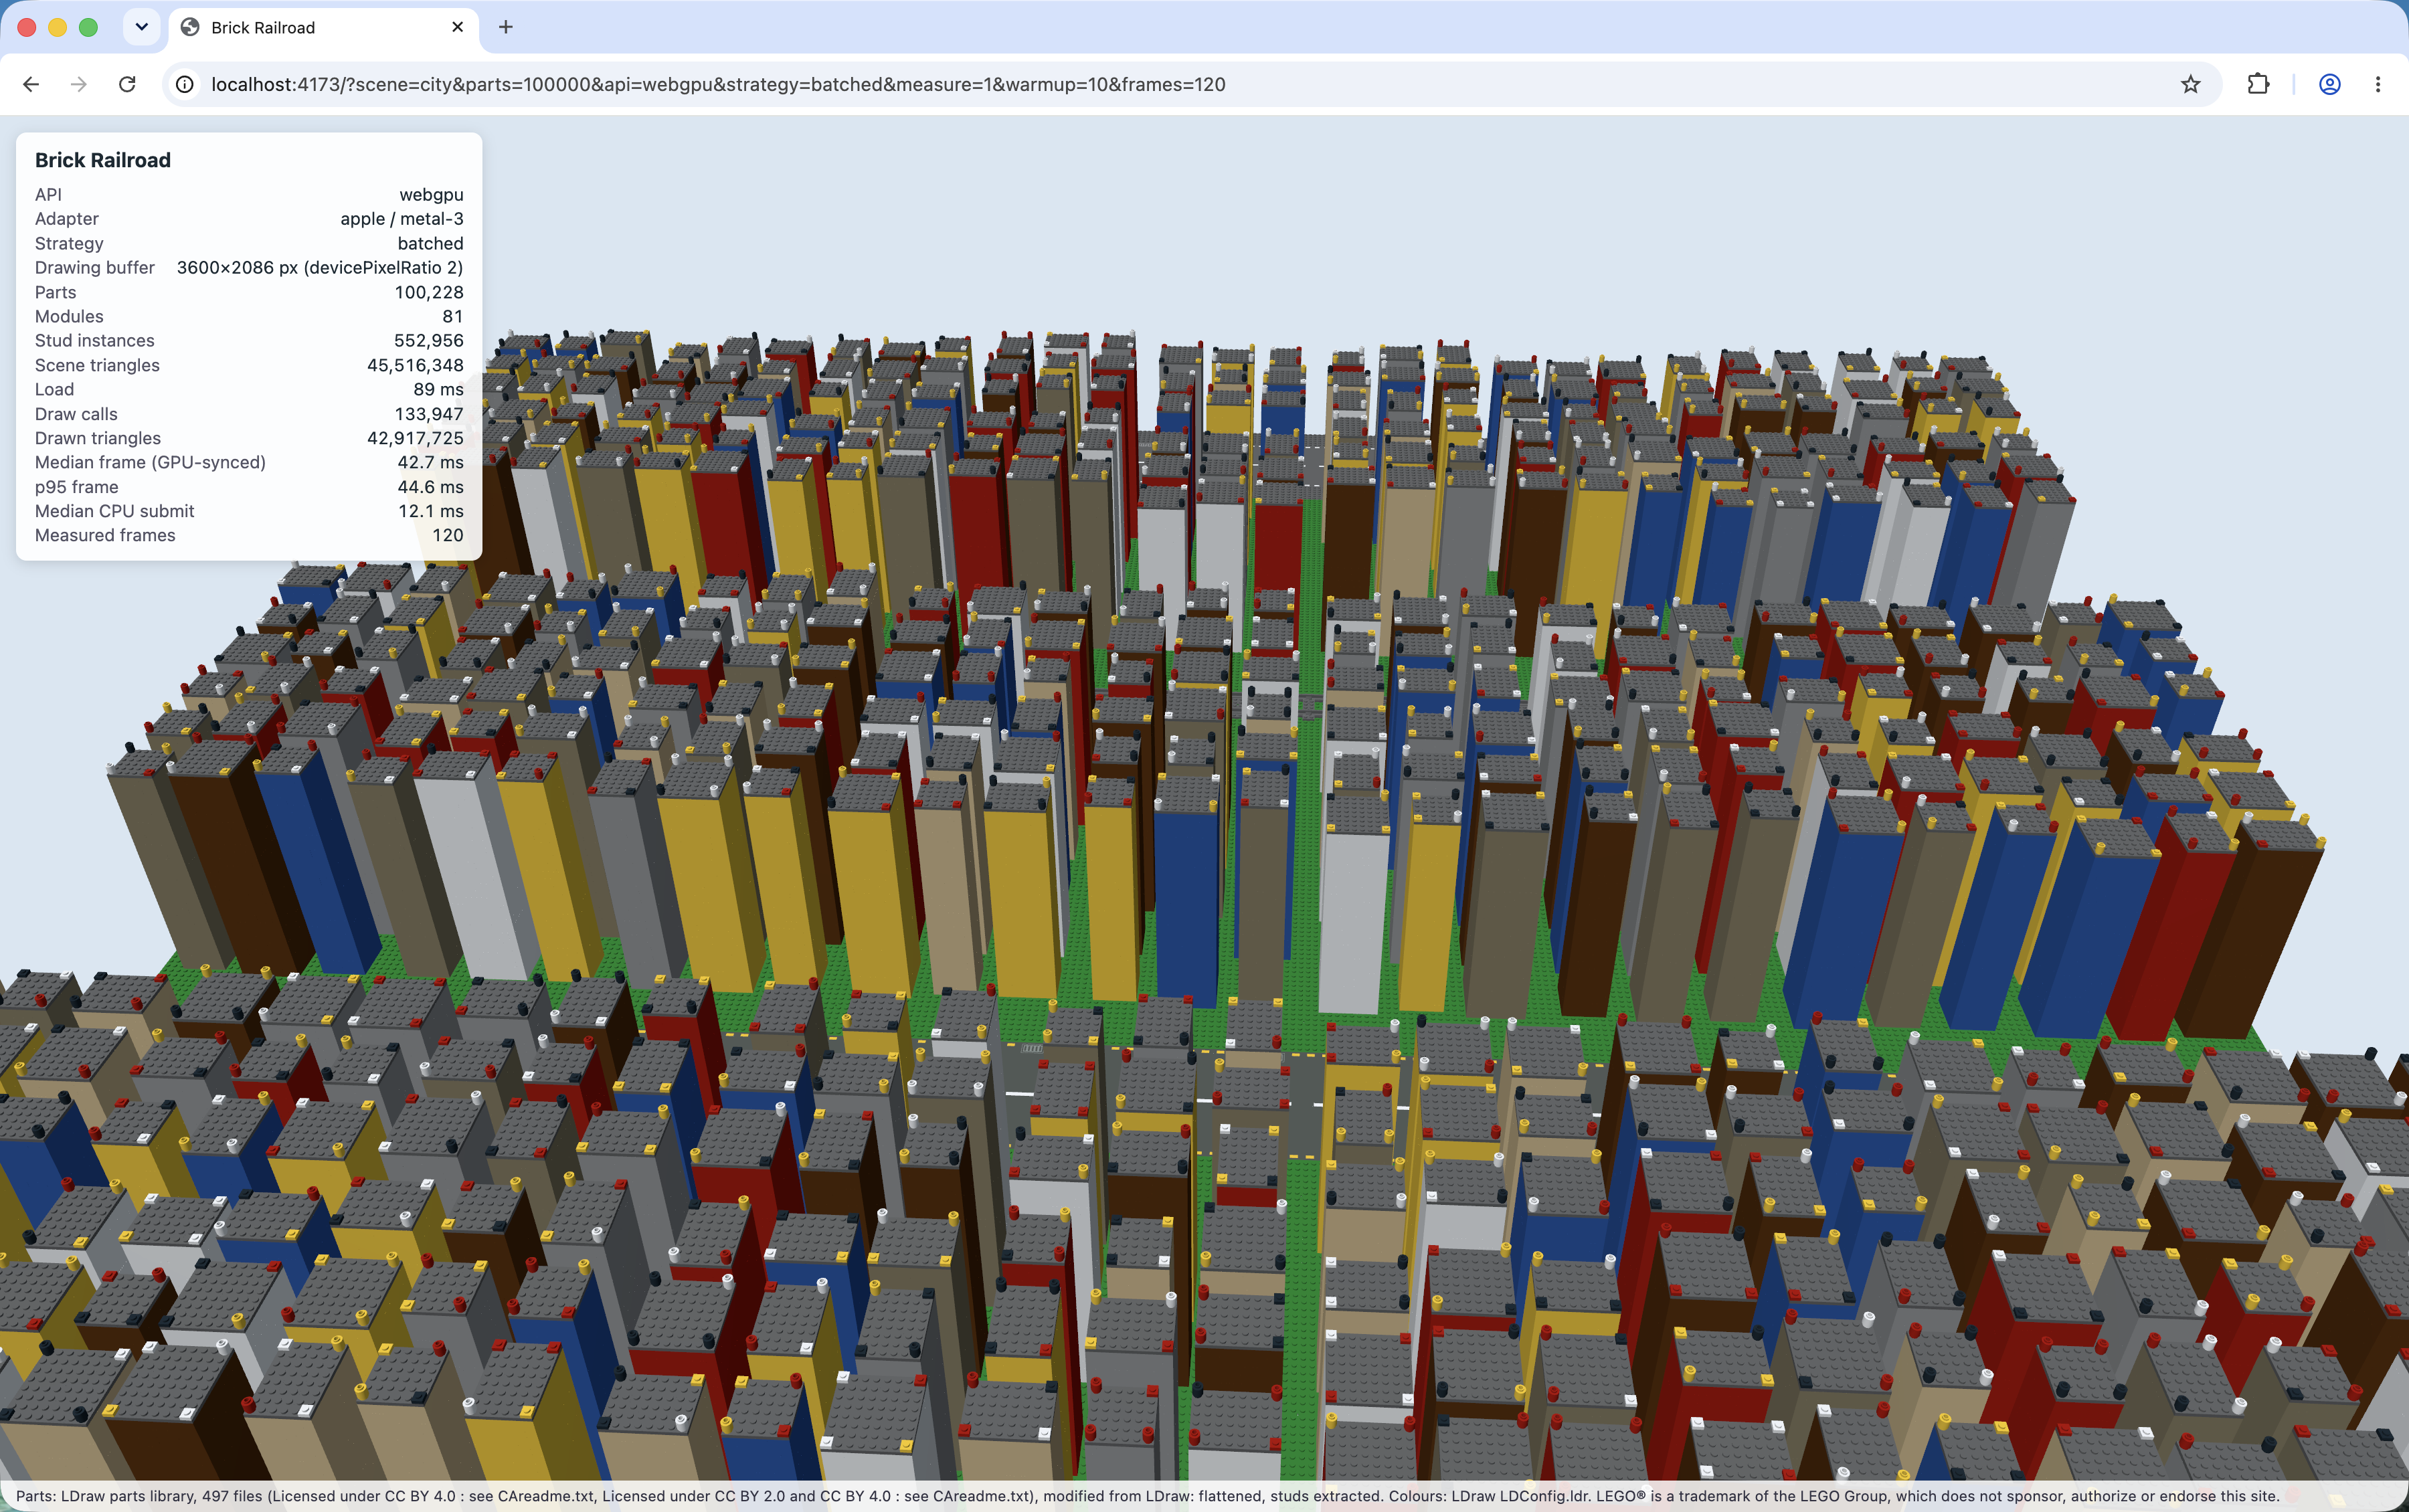 Brick Railroad
localhost:4173/?scene=city&parts=100000&api=webgpu&strategy=batched&measure=1&warmup=10&frames=120
Brick Railroad
API webgpu
Adapter apple / metal-3
Strategy batched
Drawing buffer 3600×2086 px (devicePixelRatio 2)
Parts 100,228
Modules 81
Stud instances 552,956
Scene triangles 45,516,348
Load 89 ms
Draw calls 133,947
Drawn triangles 42,917,725
Median frame (GPU-synced) 42.7 ms
p95 frame 44.6 ms
Median CPU submit 12.1 ms
Measured frames 120
Parts: LDraw parts library, 497 files (Licensed under CC BY 4.0 : see CAreadme.txt, Licensed under CC BY 2.0 and CC BY 4.0 : see CAreadme.txt), modified from LDraw: flattened, studs extracted. Colours: LDraw LDConfig.ldr. LEGO® is a trademark of the LEGO Group, which does not sponsor, authorize or endorse this site.